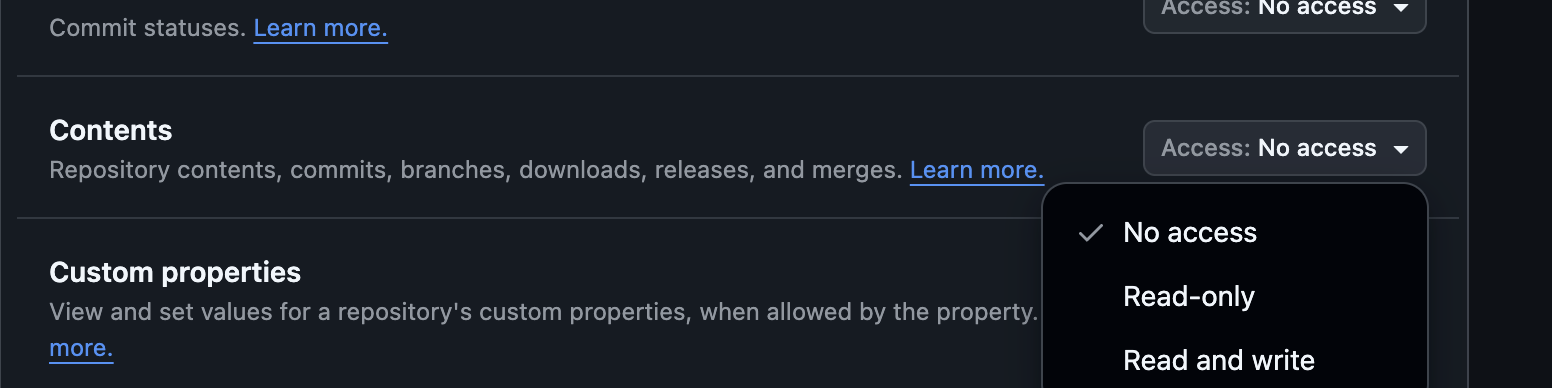 Access: No access
Commit statuses. Learn more.
Contents
Repository contents, commits, branches, downloads, releases, and merges. Learn more.
Access: No access
No access
Read-only
Read and write
Custom properties
View and set values for a repository's custom properties, when allowed by the property.
more.